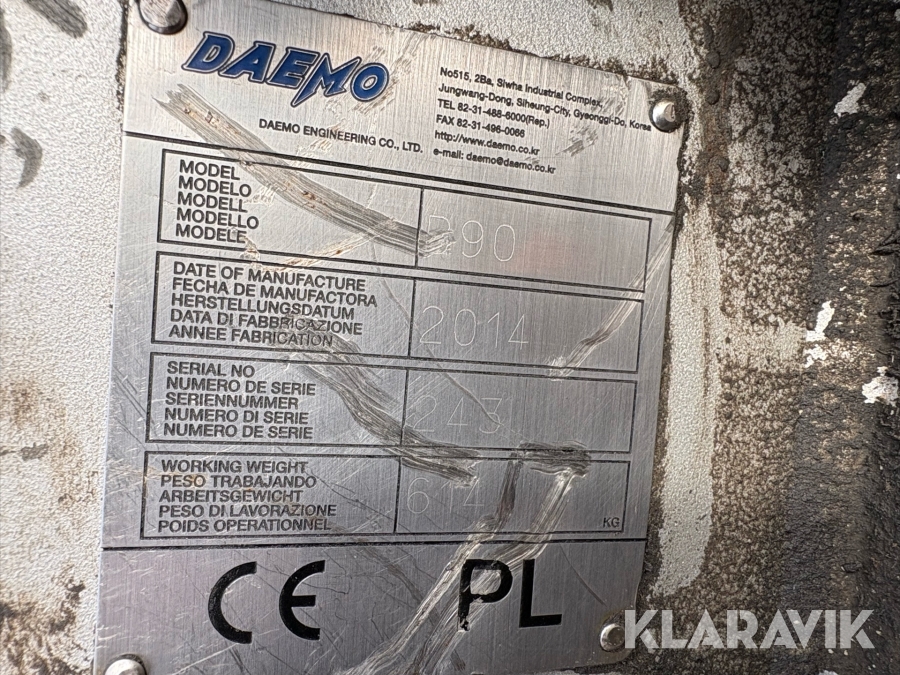 DAEMO
No515, 2Ba, Siwha Industrial Complex,
Jungwang-Dong, Siheung-City, Gyeonggi-Do, Korea
TEL 82-31-488-6000(Rep.)
FAX 82-31-496-0066
http://www.daemo.co.kr
e-mail: daemo@daemo.co.kr
DAEMO ENGINEERING CO., LTD.
MODEL
MODELO
MODELL
MODELLO
MODELE
DATE OF MANUFACTURE
FECHA DE MANUFACTORA
HERSTELLUNGSDATUM
DATA DI FABBRICAZIONE
ANNEE FABRICATION
2014
SERIAL NO
NUMERO DE SERIE
SERIENNUMMER
NUMERO DI SERIE
NUMERO DE SERIE
243
WORKING WEIGHT
PESO TRABAJANDO
ARBEITSGEWICHT
PESO DI LAVORAZIONE
POIDS OPERATIONNEL
KG
CE PL
KLARAVIK